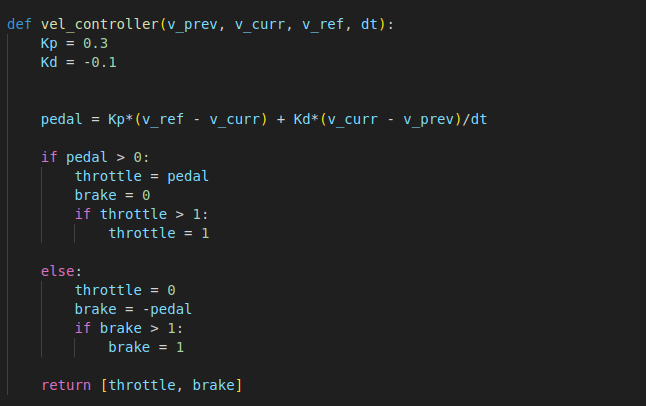 def vel_controller(v_prev, v_curr, v_ref, dt):
    Kp = 0.3
    Kd = -0.1
    pedal = Kp*(v_ref - v_curr) + Kd*(v_curr - v_prev)/dt
    if pedal > 0:
        throttle = pedal
        brake = 0
        if throttle > 1:
            throttle = 1
    else:
        throttle = 0
        brake = -pedal
        if brake > 1:
            brake = 1
    return [throttle, brake]